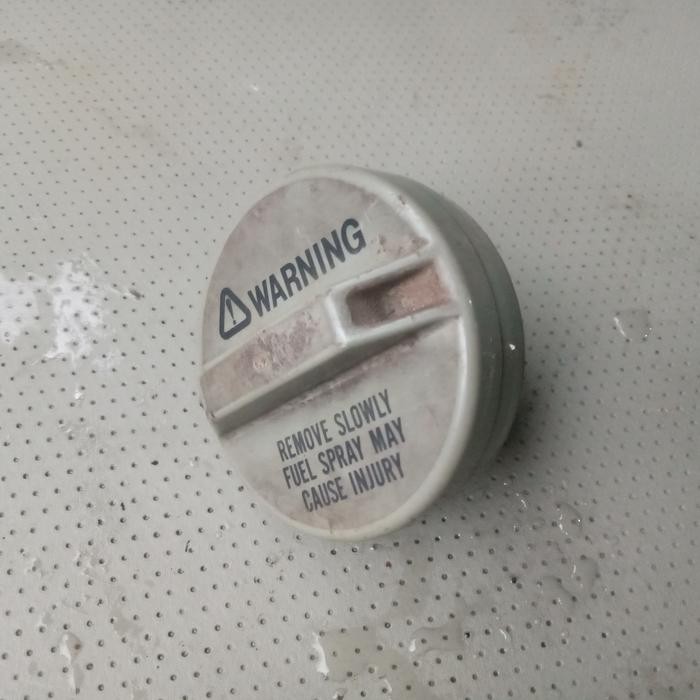 WARNING
REMOVE SLOWLY
FUEL SPRAY MAY
CAUSE INJURY